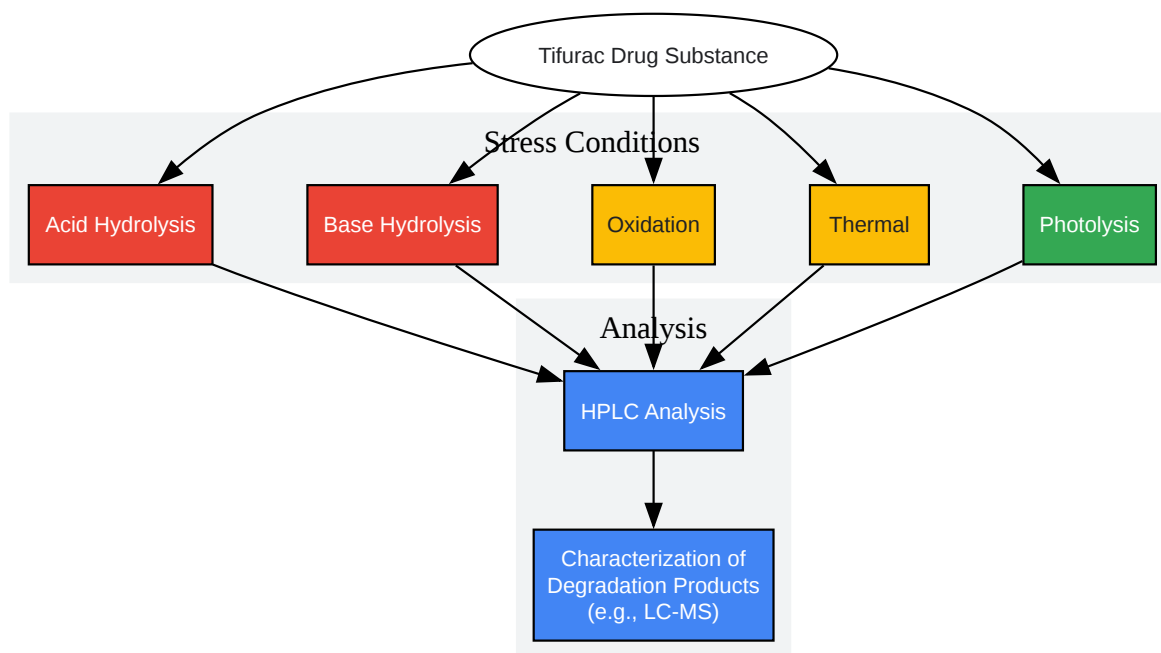 Tifurac Drug Substance
Stress Conditions
Acid Hydrolysis
Base Hydrolysis
Oxidation
Thermal
Photolysis
Analysis
HPLC Analysis
Characterization of
Degradation Products
(e.g., LC-MS)